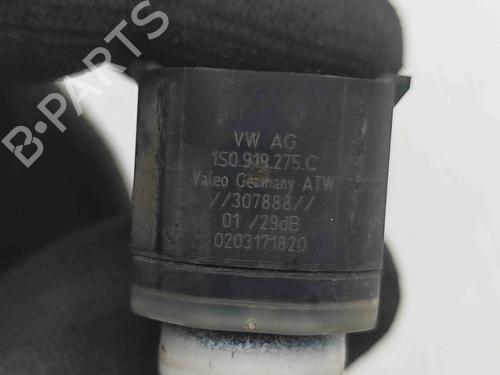 VW AG
1S0.919.275.C
Valeo Germany ATW
//307888//
01 /29dB
0203171820
B-PARTS